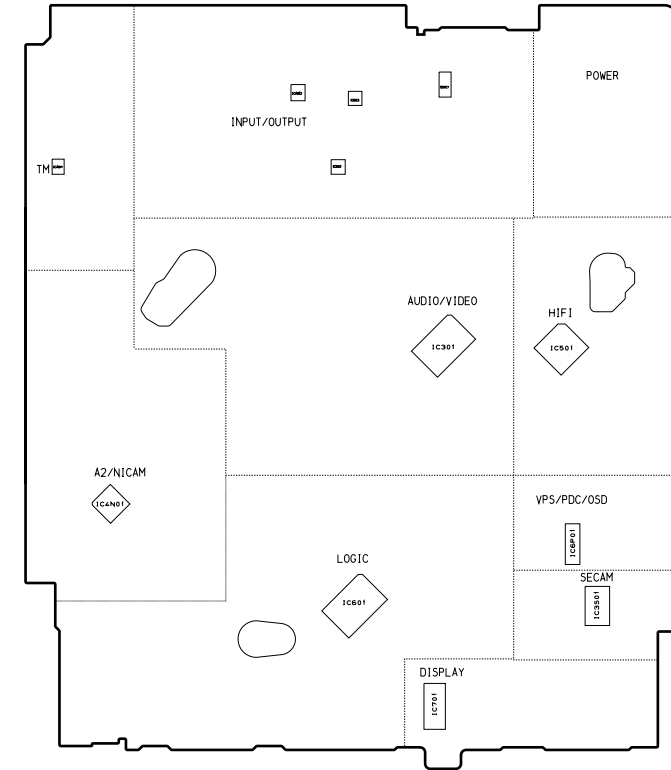 POWER
INPUT/OUTPUT
TM
AUDIO/VIDEO
HIFI
IC301
IC501
A2/NICAM
IC4N01
VPS/PDC/OSD
IC6P01
LOGIC
SECAM
IC601
IC3S01
DISPLAY
IC701